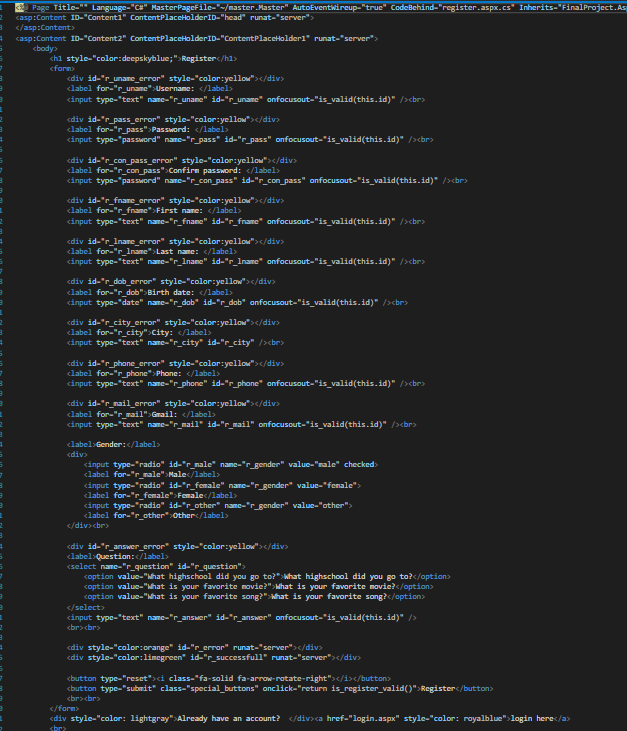 <%@ Page Title="" Language="C#" MasterPageFile="~/master.Master" AutoEventWireup="true" CodeBehind="register.aspx.cs" Inherits="FinalProject.As
<asp:Content ID="Content1" ContentPlaceHolderID="head" runat="server">
</asp:Content>
<asp:Content ID="Content2" ContentPlaceHolderID="ContentPlaceHolder1" runat="server">
<body>
<h1 style="color:deepskyblue;">Register</h1>
<form>
<div id="r_uname_error" style="color:yellow"></div>
<label for="r_uname">Username: </label>
<input type="text" name="r_uname" id="r_uname" onfocusout="is_valid(this.id)" /><br>
<div id="r_pass_error" style="color:yellow"></div>
<label for="r_pass">Password: </label>
<input type="password" name="r_pass" id="r_pass" onfocusout="is_valid(this.id)" /><br>
<div id="r_con_pass_error" style="color:yellow"></div>
<label for="r_con_pass">Confirm password: </label>
<input type="password" name="r_con_pass" id="r_con_pass" onfocusout="is_valid(this.id)" /><br>
<div id="r_fname_error" style="color:yellow"></div>
<label for="r_fname">First name: </label>
<input type="text" name="r_fname" id="r_fname" onfocusout="is_valid(this.id)" /><br>
<div id="r_lname_error" style="color:yellow"></div>
<label for="r_lname">Last name: </label>
<input type="text" name="r_lname" id="r_lname" onfocusout="is_valid(this.id)" /><br>
<div id="r_dob_error" style="color:yellow"></div>
<label for="r_dob">Birth date: </label>
<input type="date" name="r_dob" id="r_dob" onfocusout="is_valid(this.id)" /><br>
<div id="r_city_error" style="color:yellow"></div>
<label for="r_city">City: </label>
<input type="text" name="r_city" id="r_city" /><br>
<div id="r_phone_error" style="color:yellow"></div>
<label for="r_phone">Phone: </label>
<input type="text" name="r_phone" id="r_phone" onfocusout="is_valid(this.id)" /><br>
<div id="r_mail_error" style="color:yellow"></div>
<label for="r_mail">Gmail: </label>
<input type="text" name="r_mail" id="r_mail" onfocusout="is_valid(this.id)" /><br>
<label>Gender:</label>
<div>
<input type="radio" id="r_male" name="r_gender" value="male" checked>
<label for="r_male">Male</label>
<input type="radio" id="r_female" name="r_gender" value="female">
<label for="r_female">Female</label>
<input type="radio" id="r_other" name="r_gender" value="other">
<label for="r_other">Other</label>
</div><br>
<div id="r_answer_error" style="color:yellow"></div>
<label>Question:</label>
<select name="r_question" id="r_question">
<option value="What highschool did you go to?">What highschool did you go to?</option>
<option value="What is your favorite movie?">What is your favorite movie?</option>
<option value="What is your favorite song?">What is your favorite song?</option>
</select>
<input type="text" name="r_answer" id="r_answer" onfocusout="is_valid(this.id)" />
<br><br>
<div style="color:orange" id="r_error" runat="server"></div>
<div style="color:limegreen" id="r_successfull" runat="server"></div>
<button type="reset"><i class="fa-solid fa-arrow-rotate-right"></i></button>
<button type="submit" class="special_buttons" onclick="return is_register_valid()">Register</button>
<br><br>
</form>
<div style="color: lightgray">Already have an account?  </div><a href="login.aspx" style="color: royalblue">login here</a>
<br>